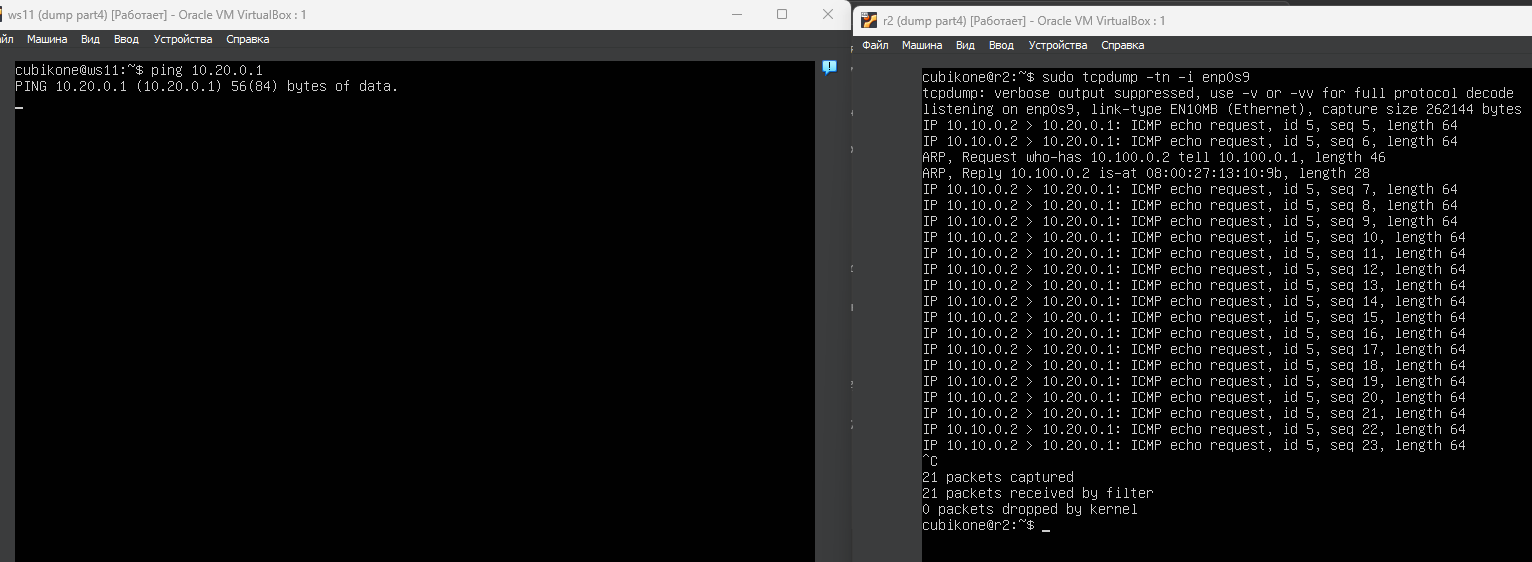 ws11 (dump part4) [Работает] - Oracle VM VirtualBox : 1
йл Машина Вид Ввод Устройства Справка
cubikone@ws11:~$ ping 10.20.0.1
PING 10.20.0.1 (10.20.0.1) 56(84) bytes of data.
r2 (dump part4) [Работает] - Oracle VM VirtualBox : 1
Файл Машина Вид Ввод Устройства Справка
cubikone@r2:~$ sudo tcpdump -tn -i enp0s9
tcpdump: verbose output suppressed, use -v or -vv for full protocol decode
listening on enp0s9, link-type EN10MB (Ethernet), capture size 262144 bytes
IP 10.10.0.2 > 10.20.0.1: ICMP echo request, id 5, seq 5, length 64
IP 10.10.0.2 > 10.20.0.1: ICMP echo request, id 5, seq 6, length 64
ARP, Request who-has 10.100.0.2 tell 10.100.0.1, length 46
ARP, Reply 10.100.0.2 is-at 08:00:27:13:10:9b, length 28
IP 10.10.0.2 > 10.20.0.1: ICMP echo request, id 5, seq 7, length 64
IP 10.10.0.2 > 10.20.0.1: ICMP echo request, id 5, seq 8, length 64
IP 10.10.0.2 > 10.20.0.1: ICMP echo request, id 5, seq 9, length 64
IP 10.10.0.2 > 10.20.0.1: ICMP echo request, id 5, seq 10, length 64
IP 10.10.0.2 > 10.20.0.1: ICMP echo request, id 5, seq 11, length 64
IP 10.10.0.2 > 10.20.0.1: ICMP echo request, id 5, seq 12, length 64
IP 10.10.0.2 > 10.20.0.1: ICMP echo request, id 5, seq 13, length 64
IP 10.10.0.2 > 10.20.0.1: ICMP echo request, id 5, seq 14, length 64
IP 10.10.0.2 > 10.20.0.1: ICMP echo request, id 5, seq 15, length 64
IP 10.10.0.2 > 10.20.0.1: ICMP echo request, id 5, seq 16, length 64
IP 10.10.0.2 > 10.20.0.1: ICMP echo request, id 5, seq 17, length 64
IP 10.10.0.2 > 10.20.0.1: ICMP echo request, id 5, seq 18, length 64
IP 10.10.0.2 > 10.20.0.1: ICMP echo request, id 5, seq 19, length 64
IP 10.10.0.2 > 10.20.0.1: ICMP echo request, id 5, seq 20, length 64
IP 10.10.0.2 > 10.20.0.1: ICMP echo request, id 5, seq 21, length 64
IP 10.10.0.2 > 10.20.0.1: ICMP echo request, id 5, seq 22, length 64
IP 10.10.0.2 > 10.20.0.1: ICMP echo request, id 5, seq 23, length 64
^C
21 packets captured
21 packets received by filter
0 packets dropped by kernel
cubikone@r2:~$ _